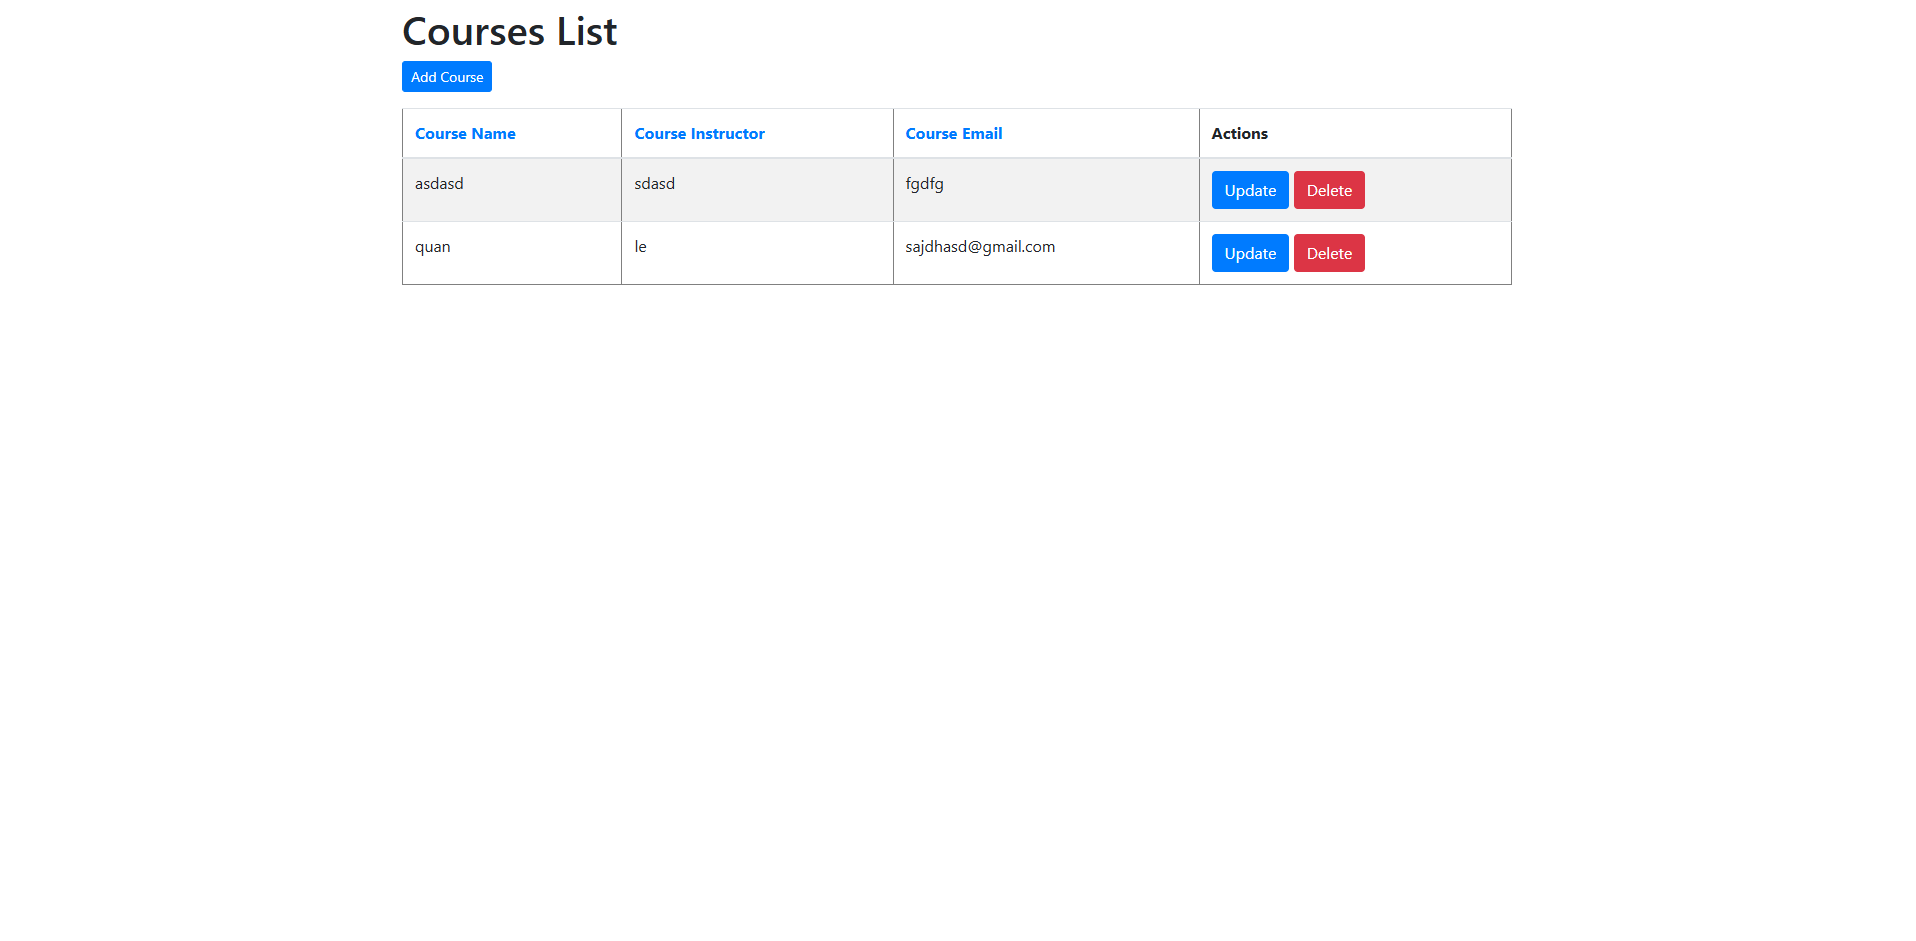 Courses List
Add Course
Course Name Course Instructor Course Email Actions
asdasd sdasd fgdfg Update Delete
quan le sajdhasd@gmail.com Update Delete